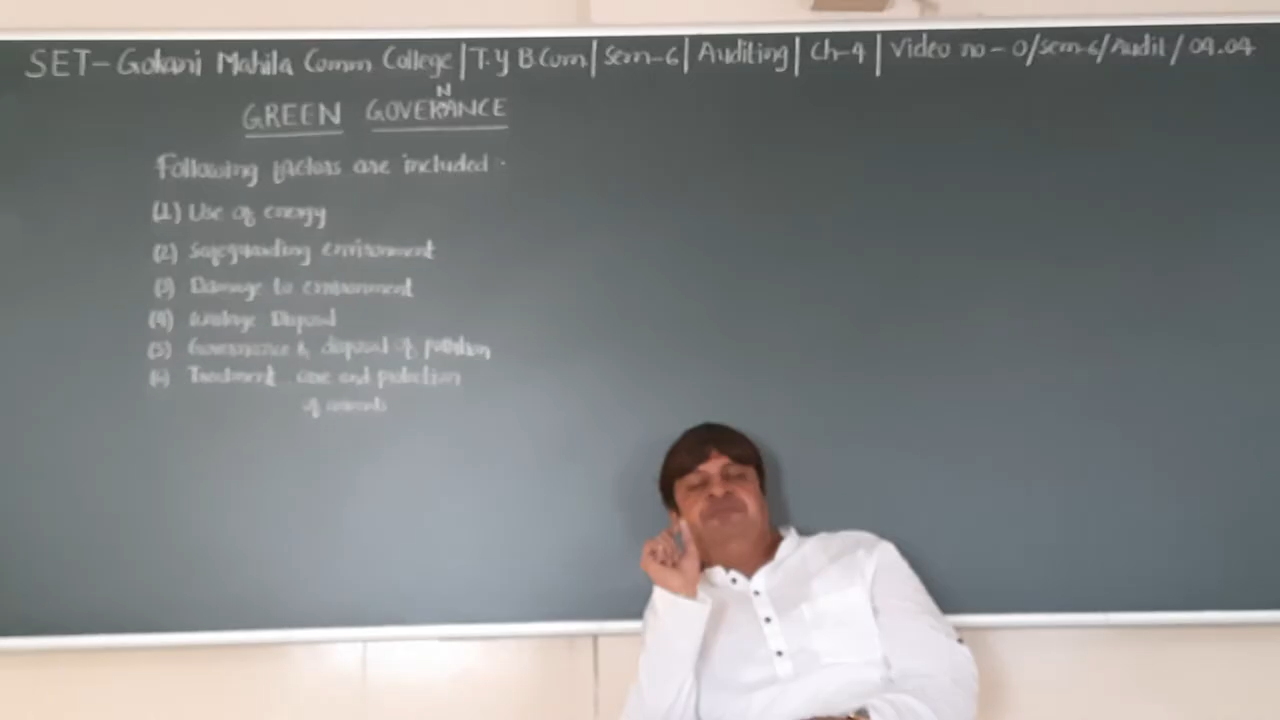 SET-Gokani Mahila Comm College | T.Y B.Com | Sem-6 | Auditing | Ch-4 | Video no - 0/sem-6/Audit/04.04
GREEN GOVERNANCE
Following factors are included :-
(1) Use of energy
(2) Safeguarding environment
(3) Damage to environment
(4) Disposal
(5) Governance & disposal of pollution
(6) Treatment care and protection
of animals